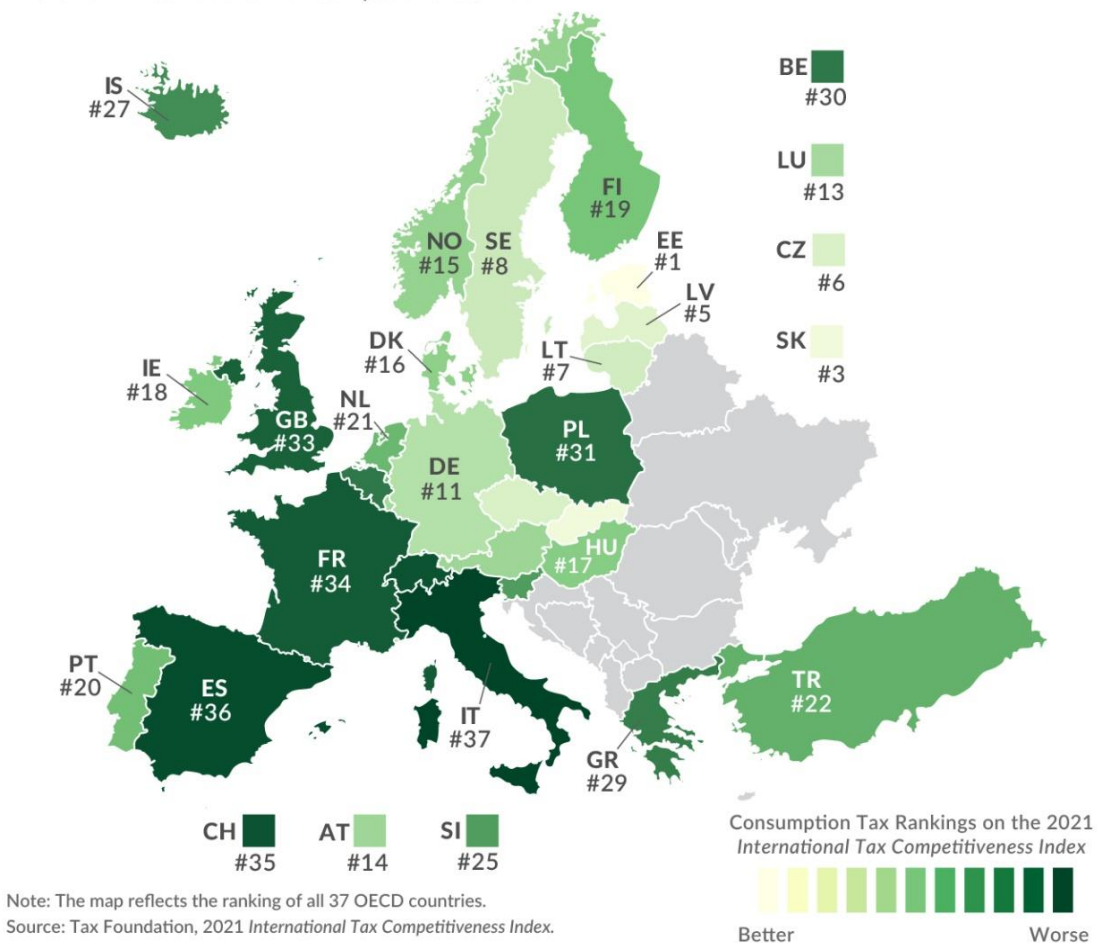 IS
#27
BE
#30
LU
#13
CZ
#6
SK
#3
FI
#19
NO
#15
SE
#8
EE
#1
LV
#5
LT
#7
DK
#16
IE
#18
NL
#21
GB
#33
PL
#31
DE
#11
HU
#17
FR
#34
PT
#20
ES
#36
IT
#37
GR
#29
TR
#22
CH
#35
AT
#14
SI
#25
Consumption Tax Rankings on the 2021
International Tax Competitiveness Index
Better
Worse
Note: The map reflects the ranking of all 37 OECD countries.
Source: Tax Foundation, 2021 International Tax Competitiveness Index.